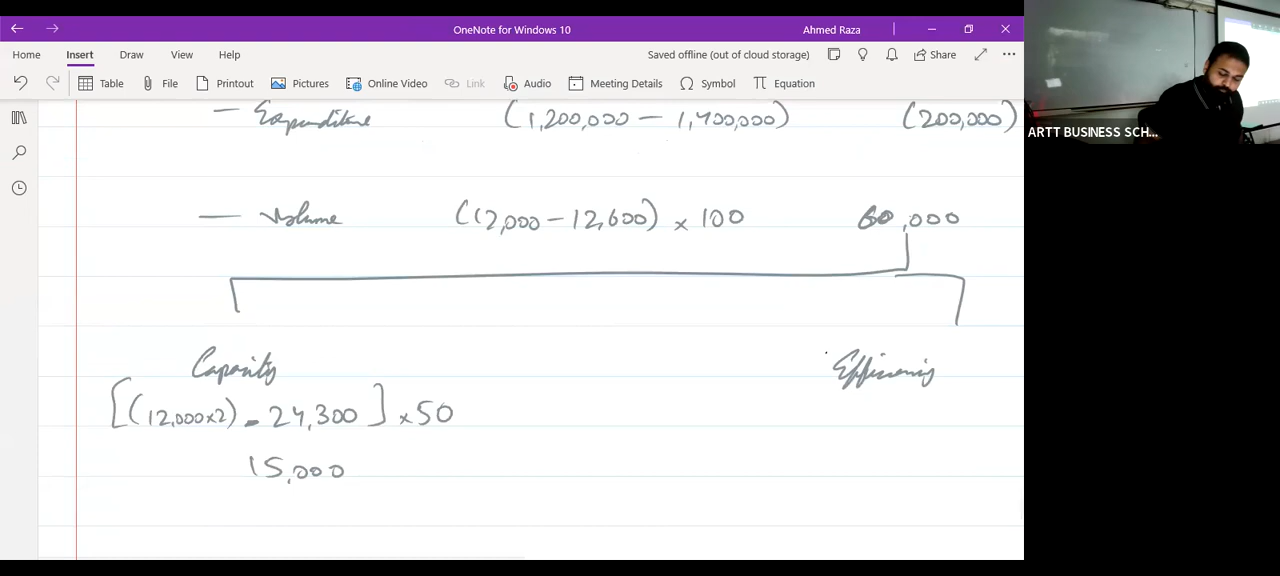 OneNote for Windows 10
Ahmed Raza
Home Insert Draw View Help
Saved offline (out of cloud storage) Share
Table File Printout Pictures Online Video Link Audio Meeting Details Symbol Equation
ARTT BUSINESS SCH...
— Expenditure (1,200,000 — 1,400,000) (200,000)
— Volume (12,000 — 12,600) × 100 60,000
Capacity Efficiency
[(12,000×2) - 24,300] ×50
15,000